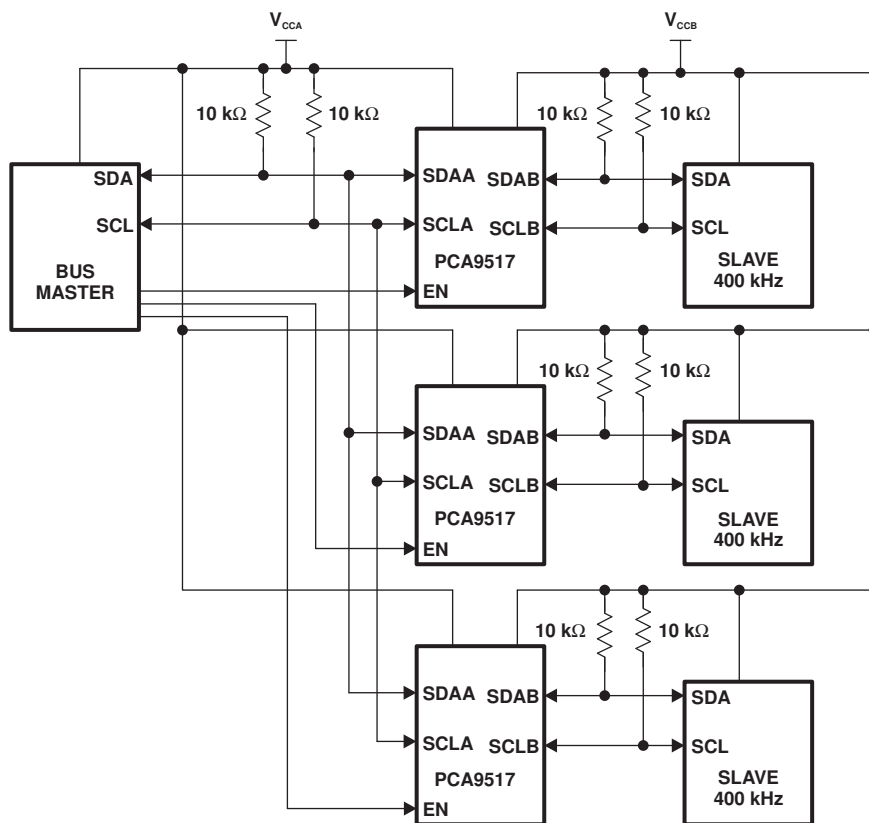 V_CCA
V_CCB
10 kΩ
10 kΩ
10 kΩ
10 kΩ
SDA
SCL
BUS
MASTER
SDAA
SCLA
PCA9517
EN
SDAB
SCLB
SDA
SCL
SLAVE
400 kHz
10 kΩ
10 kΩ
SDAA
SCLA
PCA9517
EN
SDAB
SCLB
SDA
SCL
SLAVE
400 kHz
10 kΩ
10 kΩ
SDAA
SCLA
PCA9517
EN
SDAB
SCLB
SDA
SCL
SLAVE
400 kHz